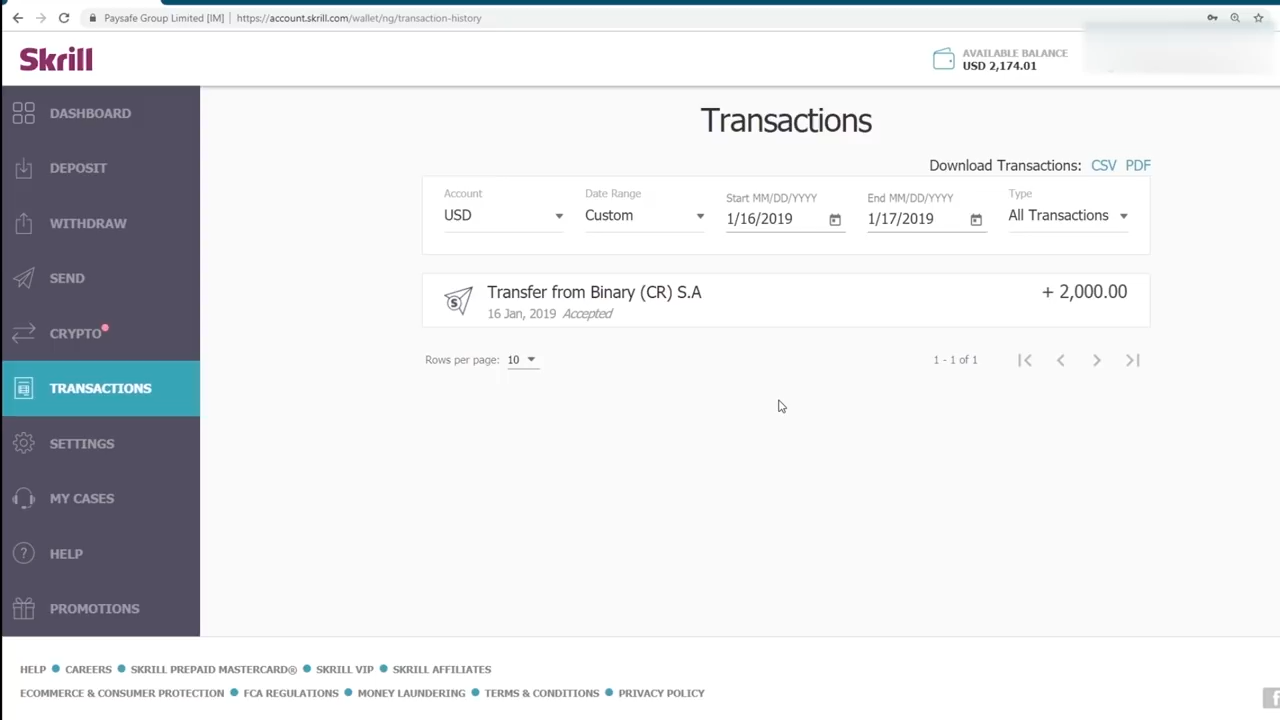 Paysafe Group Limited [IM] | https://account.skrill.com/wallet/ng/transaction-history
Skrill
AVAILABLE BALANCE
USD 2,174.01
DASHBOARD
DEPOSIT
WITHDRAW
SEND
CRYPTO
TRANSACTIONS
SETTINGS
MY CASES
HELP
PROMOTIONS
Transactions
Download Transactions: CSV PDF
Account
USD
Date Range
Custom
Start MM/DD/YYYY
1/16/2019
End MM/DD/YYYY
1/17/2019
Type
All Transactions
Transfer from Binary (CR) S.A
+ 2,000.00
16 Jan, 2019 Accepted
Rows per page: 10
1 - 1 of 1
HELP ● CAREERS ● SKRILL PREPAID MASTERCARD® ● SKRILL VIP ● SKRILL AFFILIATES
ECOMMERCE & CONSUMER PROTECTION ● FCA REGULATIONS ● MONEY LAUNDERING ● TERMS & CONDITIONS ● PRIVACY POLICY